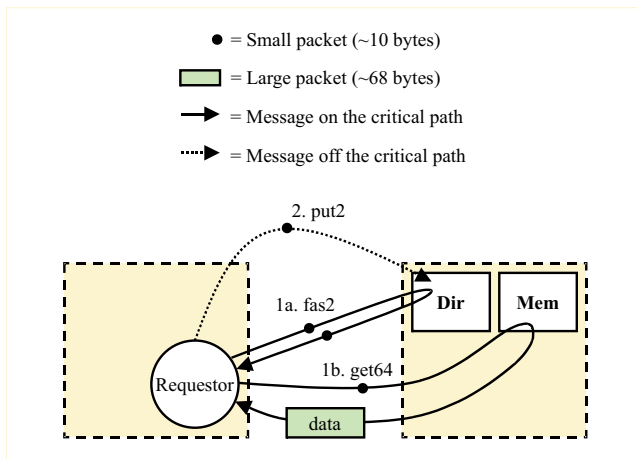 = Small packet (~10 bytes)
= Large packet (~68 bytes)
= Message on the critical path
= Message off the critical path
2. put2
1a. fas2
Dir
Mem
1b. get64
Requestor
data